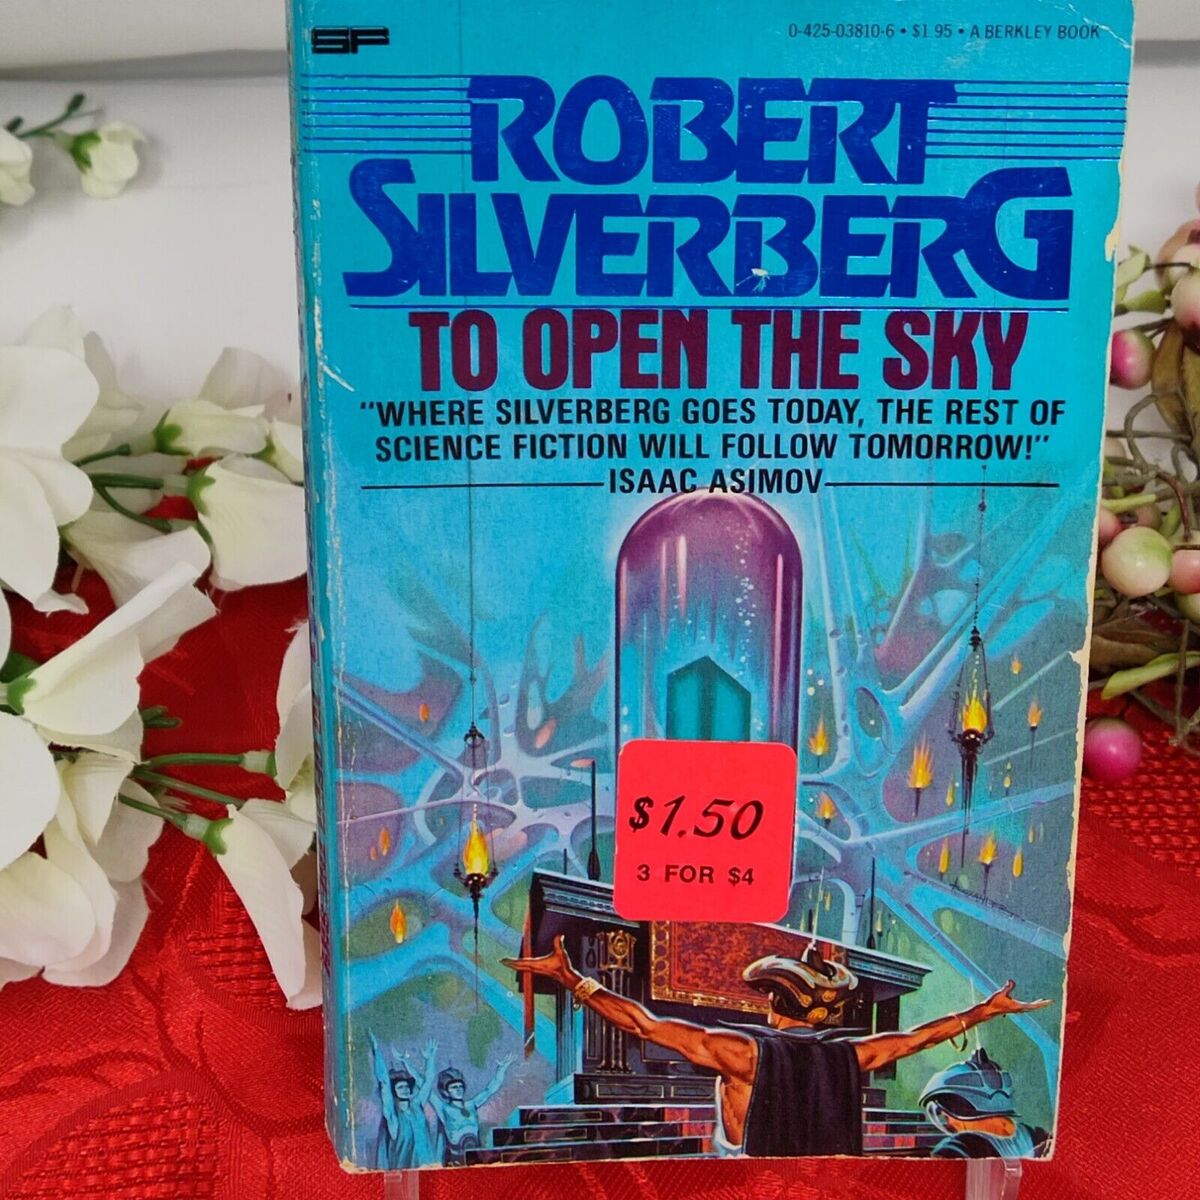 SF
0-425-03810-6 • $1.95 • A BERKLEY BOOK
ROBERT
SILVERBERG
TO OPEN THE SKY
"WHERE SILVERBERG GOES TODAY, THE REST OF
SCIENCE FICTION WILL FOLLOW TOMORROW!"
ISAAC ASIMOV
$1.50
3 FOR $4